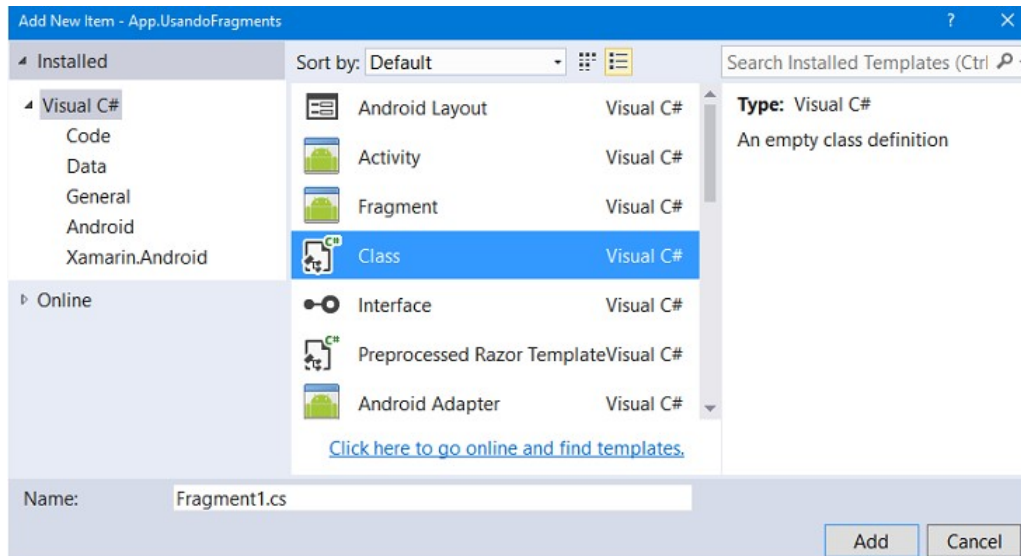 Add New Item - App.UsandoFragments
Installed
Visual C#
Code
Data
General
Android
Xamarin.Android
Online
Sort by: Default
Android Layout Visual C#
Activity Visual C#
Fragment Visual C#
Class Visual C#
Interface Visual C#
Preprocessed Razor Template Visual C#
Android Adapter Visual C#
Click here to go online and find templates.
Search Installed Templates (Ctrl
Type: Visual C#
An empty class definition
Name: Fragment1.cs
Add Cancel